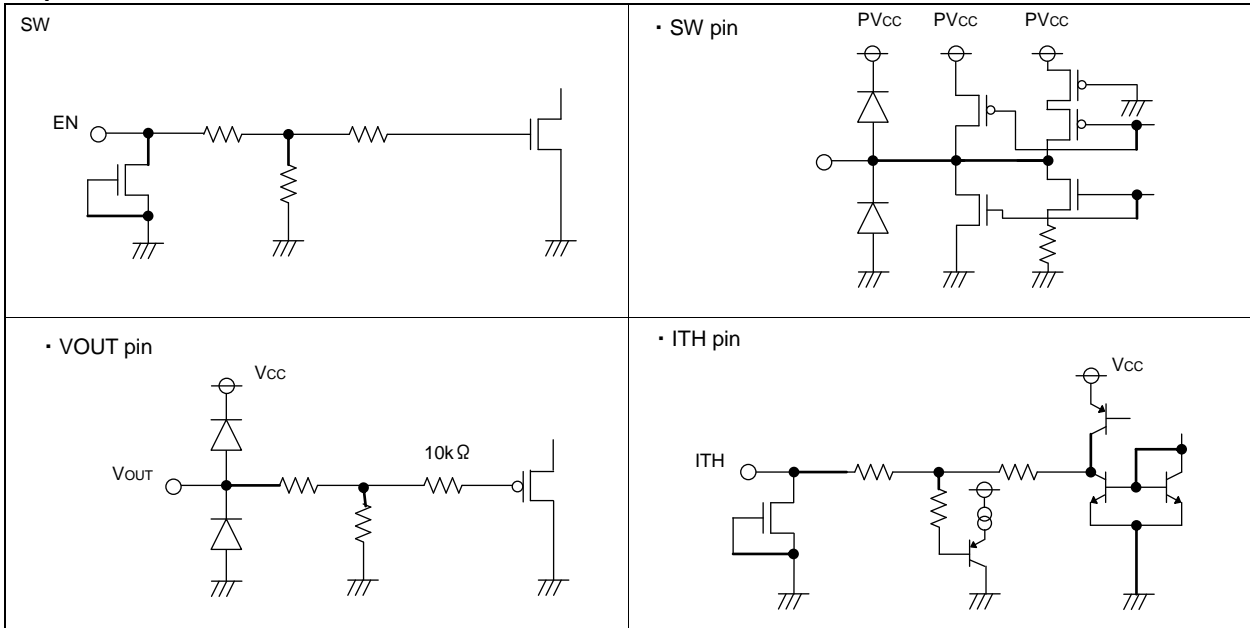 SW
EN
・ SW pin
PVCC PVCC PVCC
・ VOUT pin
VCC
VOUT
10kΩ
・ ITH pin
VCC
ITH